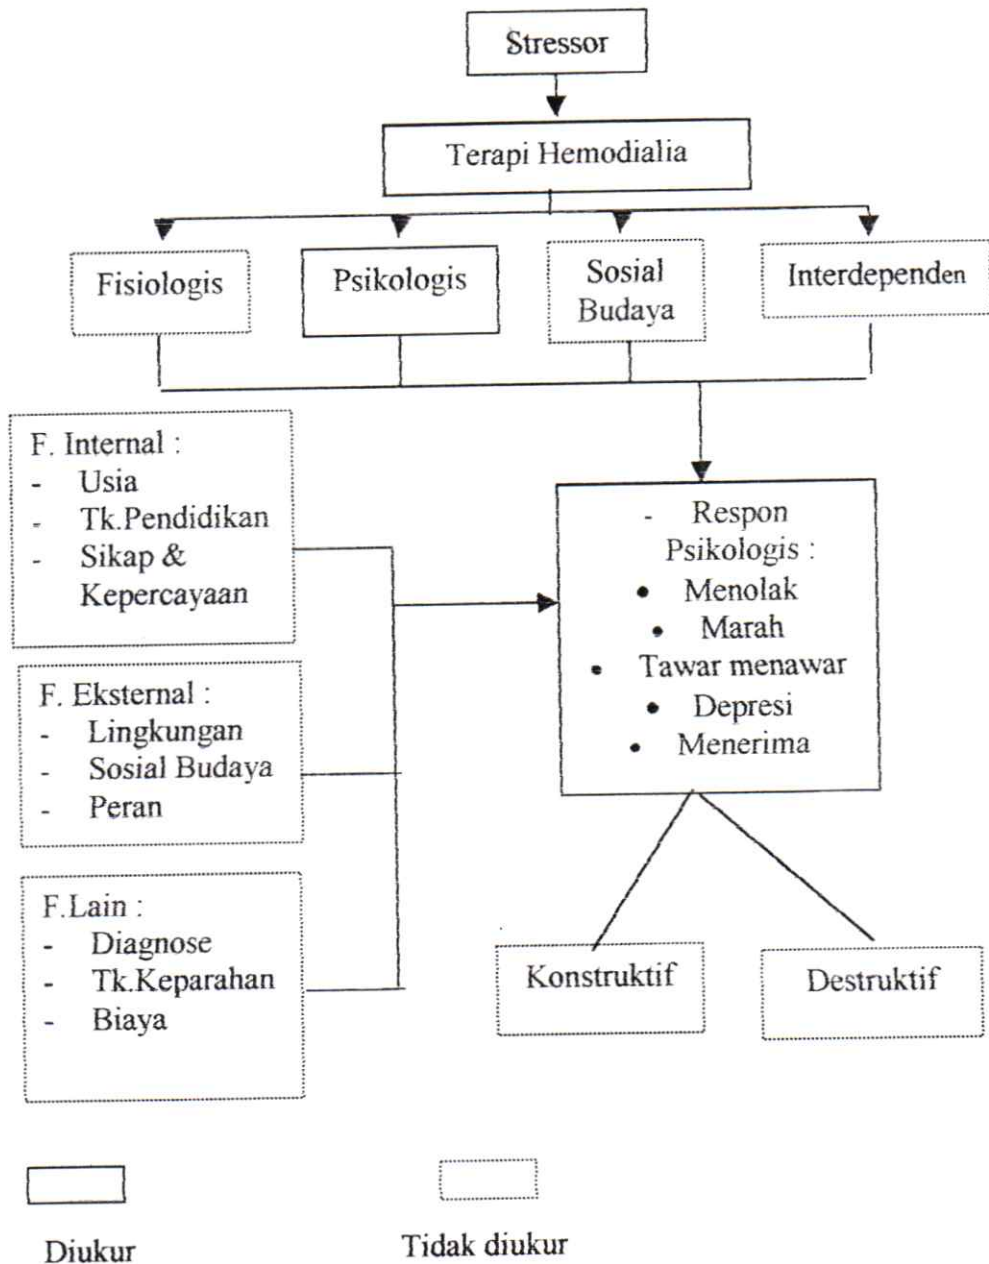 Stressor
Terapi Hemodialia
Fisiologis
Psikologis
Sosial
Budaya
Interdependen
F. Internal :
- Usia
- Tk.Pendidikan
- Sikap &
Kepercayaan
F. Eksternal :
- Lingkungan
- Sosial Budaya
- Peran
F.Lain :
- Diagnose
- Tk.Keparahan
- Biaya
- Respon
Psikologis :
• Menolak
• Marah
• Tawar menawar
• Depresi
• Menerima
Konstruktif
Destruktif
Diukur
Tidak diukur